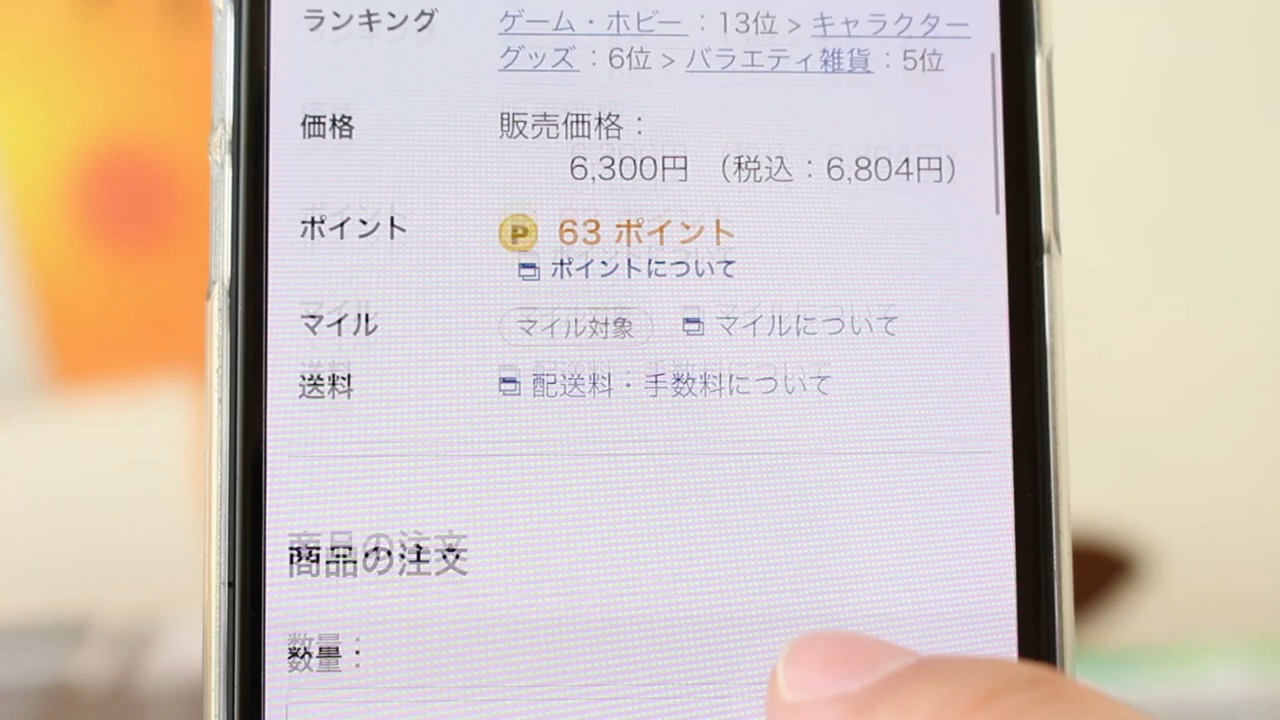 ランキング ゲーム・ホビー：13位 > キャラクター
グッズ：6位 > バラエティ雑貨：5位
価格 販売価格：
6,300円 （税込：6,804円）
ポイント P 63 ポイント
ポイントについて
マイル マイル対象 マイルについて
送料 配送料・手数料について
商品の注文
数量：